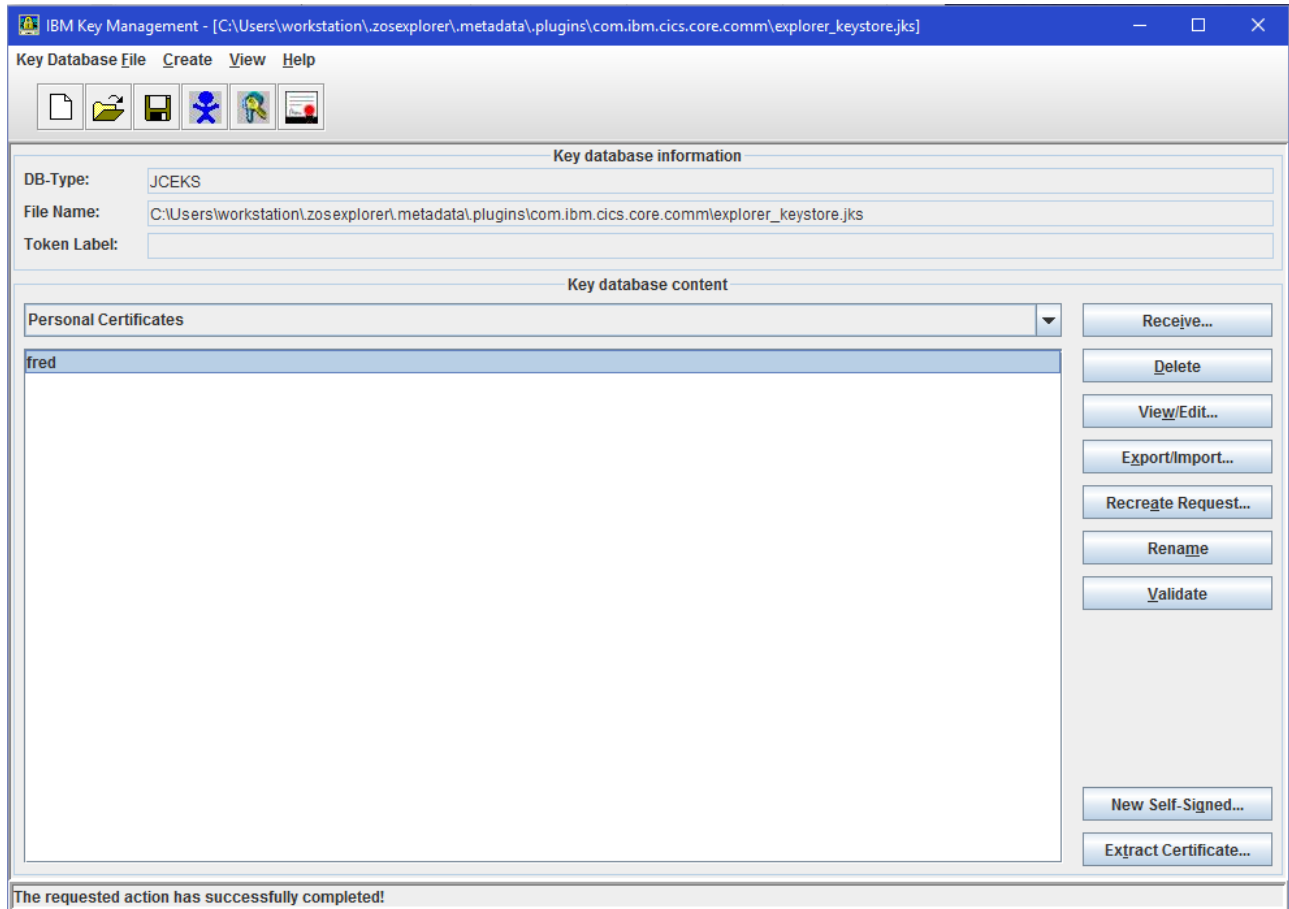 IBM Key Management - [C:\Users\workstation\.zosexplorer\.metadata\.plugins\com.ibm.cics.core.comm\explorer_keystore.jks]
Key Database File Create View Help
Key database information
DB-Type: JCEKS
File Name: C:\Users\workstation\.zosexplorer\.metadata\.plugins\com.ibm.cics.core.comm\explorer_keystore.jks
Token Label:
Key database content
Personal Certificates
Receive...
fred
Delete
View/Edit...
Export/Import...
Recreate Request...
Rename
Validate
New Self-Signed...
Extract Certificate...
The requested action has successfully completed!